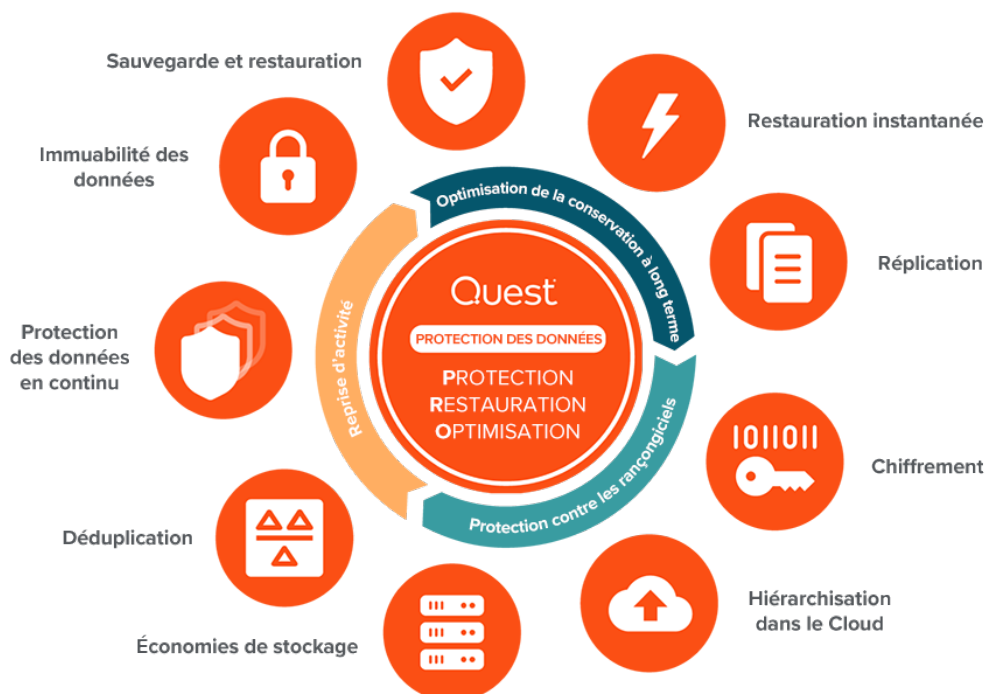 Sauvegarde et restauration
Restauration instantanée
Immuabilité des
données
Réplication
Protection
des données
en continu
Chiffrement
1011011
Déduplication
Hiérarchisation
dans le Cloud
Économies de stockage
Optimisation de la conservation à long terme
Protection contre les rançongiciels
Reprise d'activité
Quest
PROTECTION DES DONNÉES
PROTECTION
RESTAURATION
OPTIMISATION